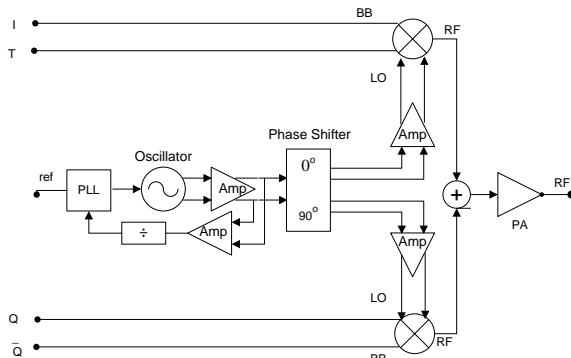 BB
I
RF
T
LO
Amp
Phase Shifter
Oscillator
0°
ref
PLL
Amp
RF
+
90°
PA
÷
Amp
Amp
LO
Q
RF
Q̄
BB